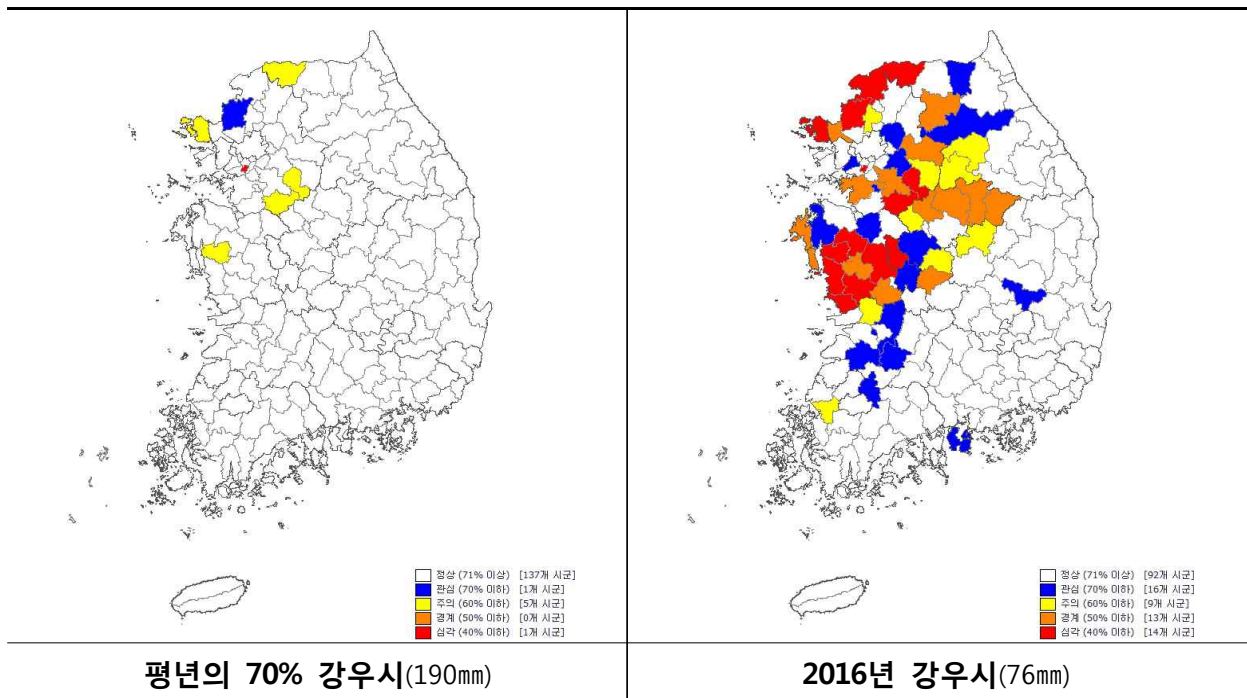 정상 (71% 이상) [137개 시군]
관심 (70% 이하) [1개 시군]
주의 (60% 이하) [5개 시군]
경계 (50% 이하) [0개 시군]
심각 (40% 이하) [1개 시군]
평년의 70% 강우시(190㎜)
정상 (71% 이상) [92개 시군]
관심 (70% 이하) [16개 시군]
주의 (60% 이하) [9개 시군]
경계 (50% 이하) [13개 시군]
심각 (40% 이하) [14개 시군]
2016년 강우시(76㎜)